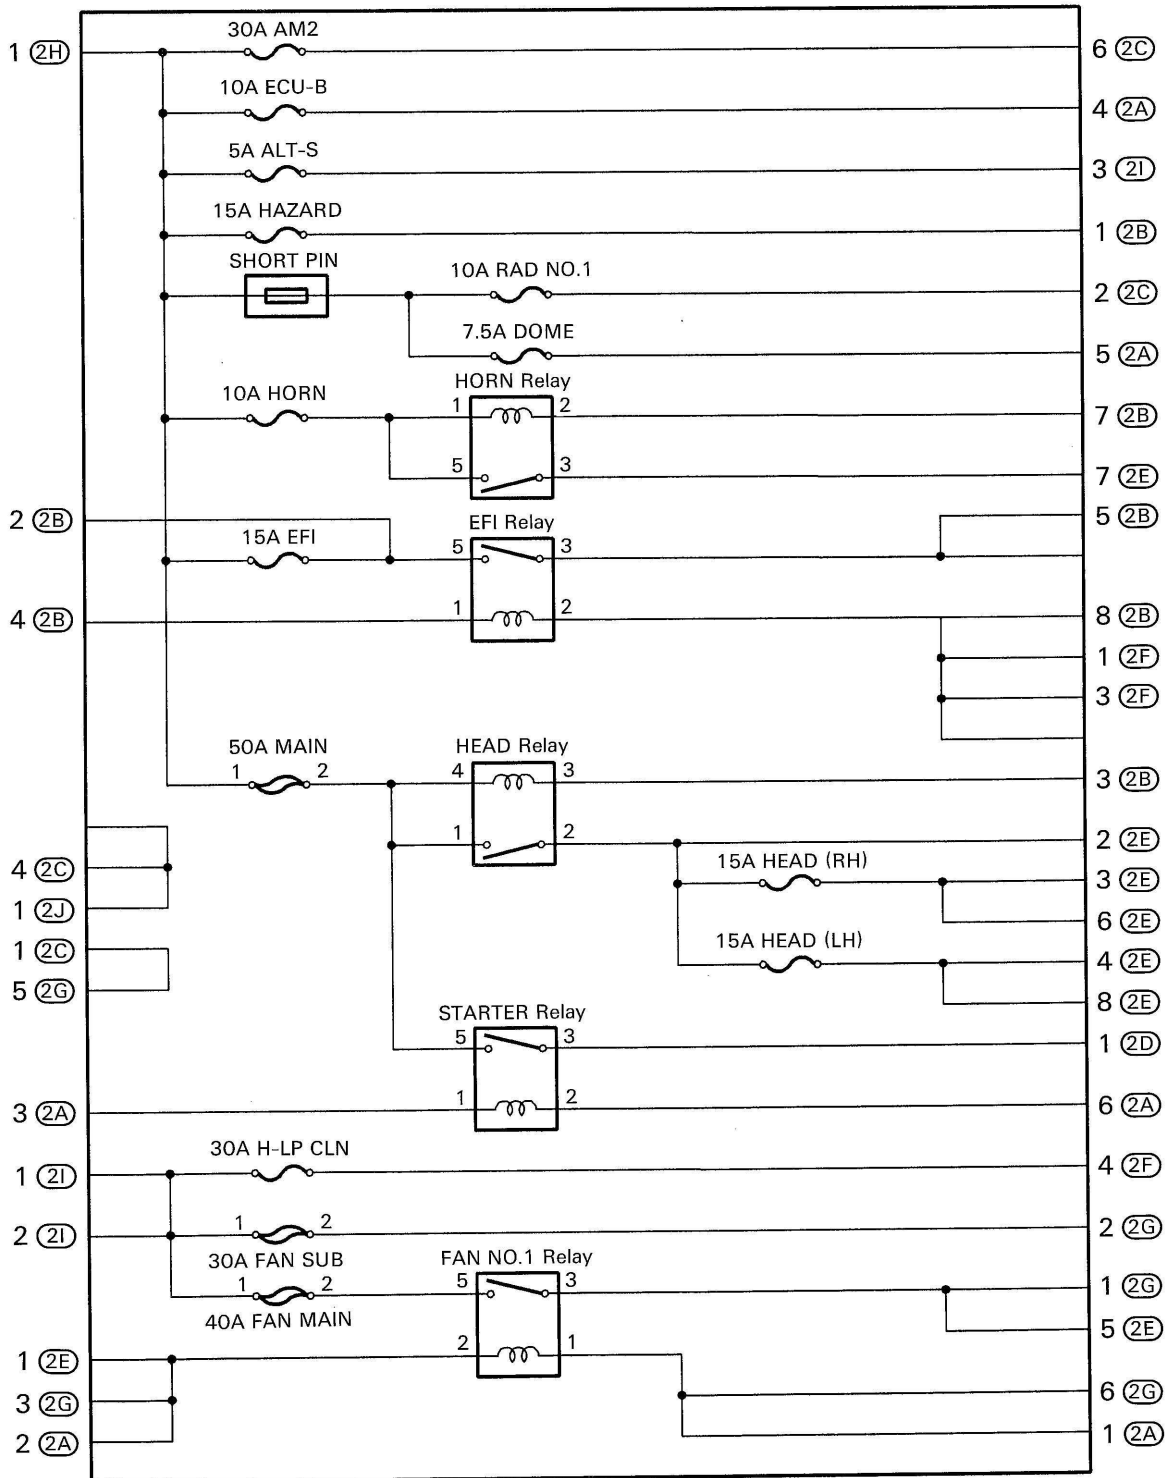 30A AM2
1 2H
6 2C
10A ECU-B
4 2A
5A ALT-S
3 2I
15A HAZARD
1 2B
SHORT PIN
10A RAD NO.1
2 2C
7.5A DOME
5 2A
HORN Relay
10A HORN
1 2
7 2B
5 3
7 2E
2 2B
EFI Relay
5 2B
15A EFI
5 3
4 2B
1 2
8 2B
1 2F
3 2F
50A MAIN
HEAD Relay
1 2
4 3
3 2B
1 2
2 2E
4 2C
15A HEAD (RH)
3 2E
1 2J
6 2E
1 2C
15A HEAD (LH)
4 2E
5 2G
8 2E
STARTER Relay
5 3
1 2D
3 2A
1 2
6 2A
30A H-LP CLN
1 2I
4 2F
2 2I
1 2
2 2G
30A FAN SUB
FAN NO.1 Relay
1 2
5 3
1 2G
40A FAN MAIN
5 2E
1 2E
2 1
3 2G
6 2G
2 2A
1 2A